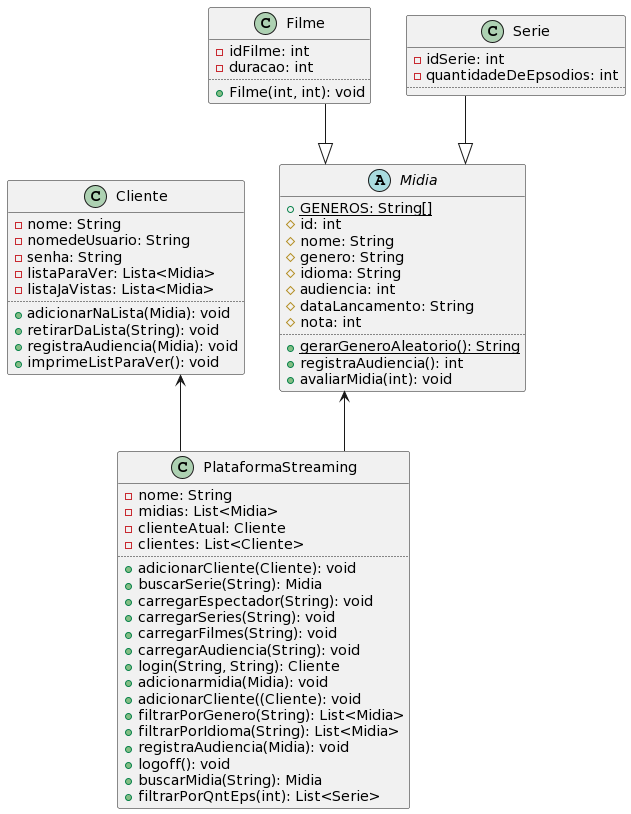 C Filme
idFilme: int
duracao: int
Filme(int, int): void
C Serie
idSerie: int
quantidadeDeEpsodios: int
C Cliente
nome: String
nomedeUsuario: String
senha: String
listaParaVer: Lista<Midia>
listaJaVistas: Lista<Midia>
adicionarNaLista(Midia): void
retirarDaLista(String): void
registraAudiencia(Midia): void
imprimeListParaVer(): void
A Midia
GENEROS: String[]
id: int
nome: String
genero: String
idioma: String
audiencia: int
dataLancamento: String
nota: int
gerarGeneroAleatorio(): String
registraAudiencia(): int
avaliarMidia(int): void
C PlataformaStreaming
nome: String
midias: List<Midia>
clienteAtual: Cliente
clientes: List<Cliente>
adicionarCliente(Cliente): void
buscarSerie(String): Midia
carregarEspectador(String): void
carregarSeries(String): void
carregarFilmes(String): void
carregarAudiencia(String): void
login(String, String): Cliente
adicionarmidia(Midia): void
adicionarCliente((Cliente): void
filtrarPorGenero(String): List<Midia>
filtrarPorIdioma(String): List<Midia>
registraAudiencia(Midia): void
logoff(): void
buscarMidia(String): Midia
filtrarPorQntEps(int): List<Serie>